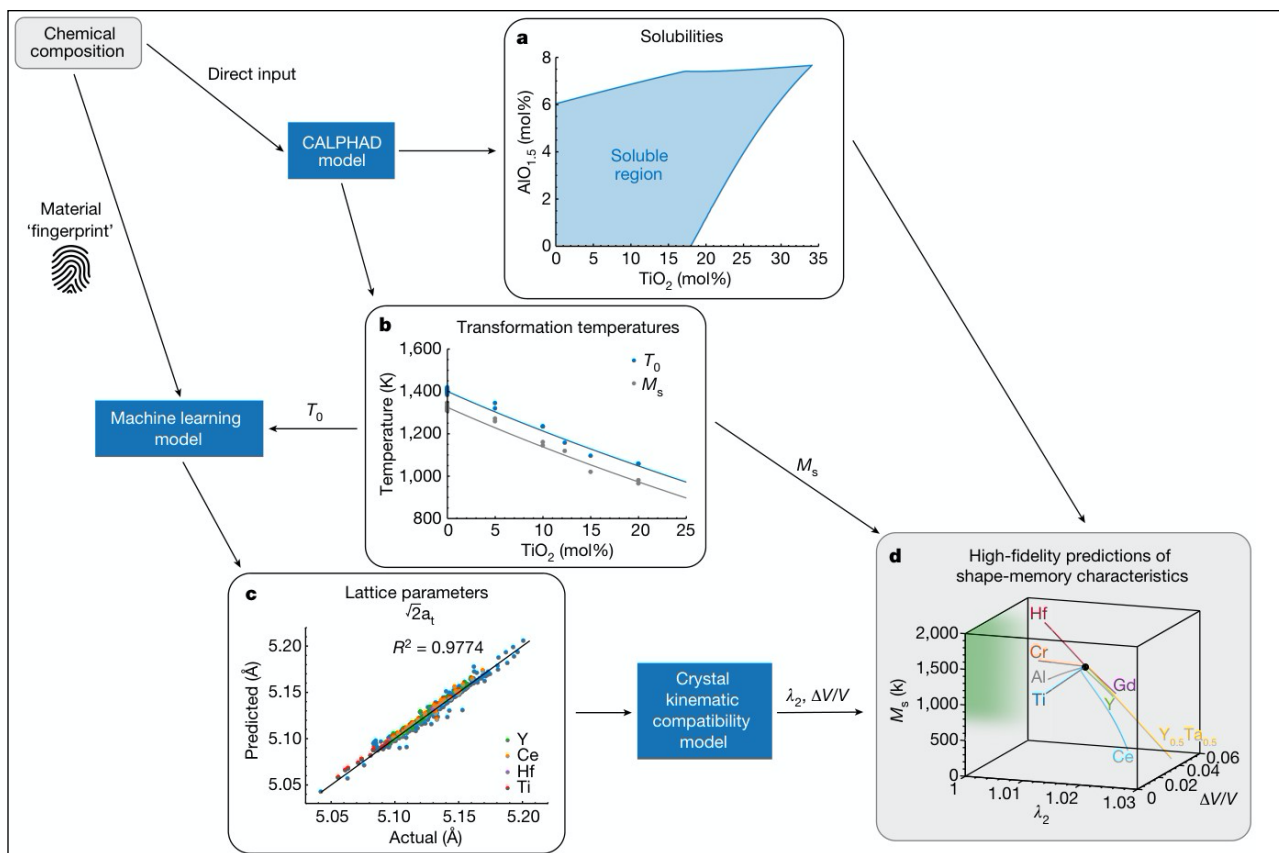 Chemical
composition
Direct input
CALPHAD
model
Material
‘fingerprint’
a
Solubilities
AlO1.5 (mol%)
8
6
4
2
0
Soluble
region
0 5 10 15 20 25 30 35
TiO2 (mol%)
b
Transformation temperatures
Temperature (K)
1,600
1,400
1,200
1,000
800
T0
Ms
0 5 10 15 20 25
TiO2 (mol%)
Machine learning
model
T0
Ms
c
Lattice parameters
√2at
R² = 0.9774
Predicted (Å)
5.20
5.15
5.10
5.05
Y
Ce
Hf
Ti
5.05 5.10 5.15 5.20
Actual (Å)
Crystal
kinematic
compatibility
model
λ2, ΔV/V
d
High-fidelity predictions of
shape-memory characteristics
Ms (k)
2,000
1,500
1,000
500
0
Hf
Cr
Al
Ti
Gd
Y
Y0.5Ta0.5
Ce
1 1.01 1.02 1.03
λ2
0 0.02 0.04 0.06
ΔV/V